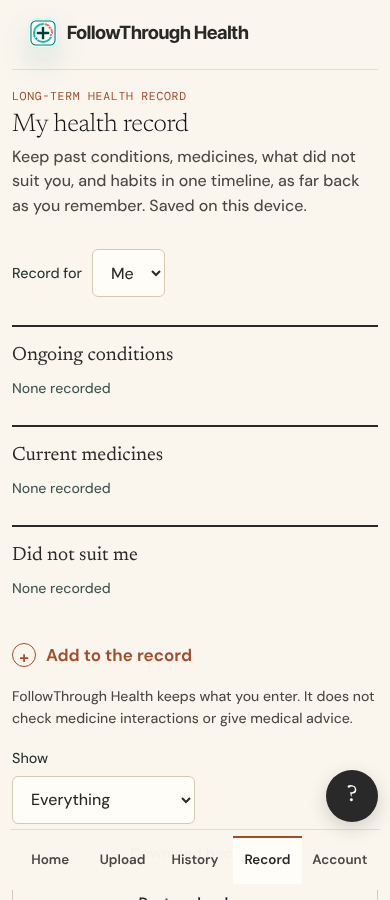 FollowThrough Health
LONG-TERM HEALTH RECORD
My health record
Keep past conditions, medicines, what did not
suit you, and habits in one timeline, as far back
as you remember. Saved on this device.
Record for
Me
Ongoing conditions
None recorded
Current medicines
None recorded
Did not suit me
None recorded
+ Add to the record
FollowThrough Health keeps what you enter. It does not
check medicine interactions or give medical advice.
Show
Everything
?
Home
Upload
History
Record
Account